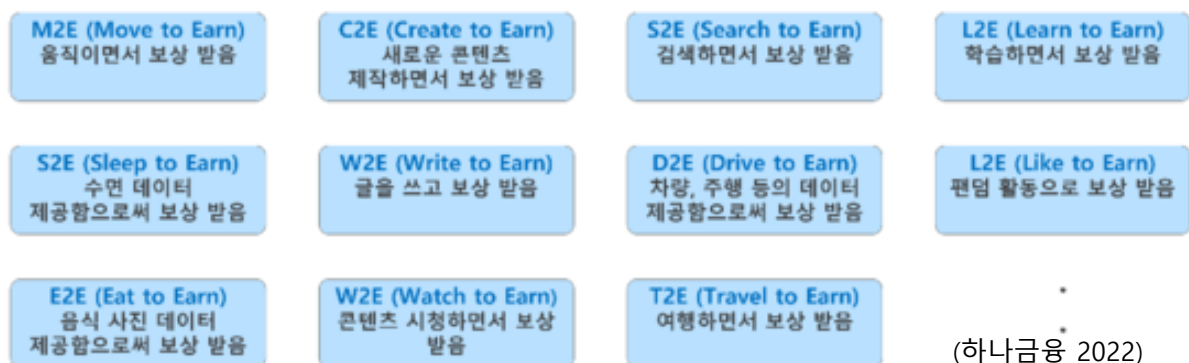 M2E (Move to Earn)
움직이면서 보상 받음
C2E (Create to Earn)
새로운 콘텐츠
제작하면서 보상 받음
S2E (Search to Earn)
검색하면서 보상 받음
L2E (Learn to Earn)
학습하면서 보상 받음
S2E (Sleep to Earn)
수면 데이터
제공함으로써 보상 받음
W2E (Write to Earn)
글을 쓰고 보상 받음
D2E (Drive to Earn)
차량, 주행 등의 데이터
제공함으로써 보상 받음
L2E (Like to Earn)
팬덤 활동으로 보상 받음
E2E (Eat to Earn)
음식 사진 데이터
제공함으로써 보상 받음
W2E (Watch to Earn)
콘텐츠 시청하면서 보상
받음
T2E (Travel to Earn)
여행하면서 보상 받음
(하나금융 2022)